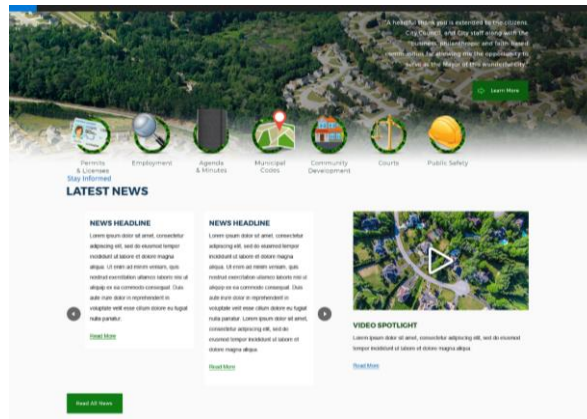 "A helpful thank you is extended to the citizens,
City Council, and City staff along with the
business, philanthropic and faith based
communities for allowing me the opportunity to
serve as the Mayor of this wonderful city."
Learn More
Permits
& Licenses
Employment
Agenda
& Minutes
Municipal
Codes
Community
Development
Courts
Public Safety
Stay Informed
LATEST NEWS
NEWS HEADLINE
Lorem ipsum dolor sit amet, consectetur
adipiscing elit, sed do eiusmod tempor
incididunt ut labore et dolore magna
aliqua. Ut enim ad minim veniam, quis
nostrud exercitation ullamco laboris nisi ut
aliquip ex ea commodo consequat. Duis
aute irure dolor in reprehenderit in
voluptate velit esse cillum dolore eu fugiat
nulla pariatur.
Read More
NEWS HEADLINE
Lorem ipsum dolor sit amet, consectetur
adipiscing elit, sed do eiusmod tempor
incididunt ut labore et dolore magna
aliqua. Ut enim ad minim veniam, quis
nostrud exercitation ullamco laboris nisi ut
aliquip ex ea commodo consequat. Duis
aute irure dolor in reprehenderit in
voluptate velit esse cillum dolore eu fugiat
nulla pariatur. Lorem ipsum dolor sit amet,
consectetur adipiscing elit, sed do
eiusmod tempor incididunt ut labore et
dolore magna aliqua
Read More
VIDEO SPOTLIGHT
Lorem ipsum dolor sit amet, consectetur adipiscing elit, sed do eiusmod
tempor incididunt ut labore et dolore magna aliqua
Read More
Read All News